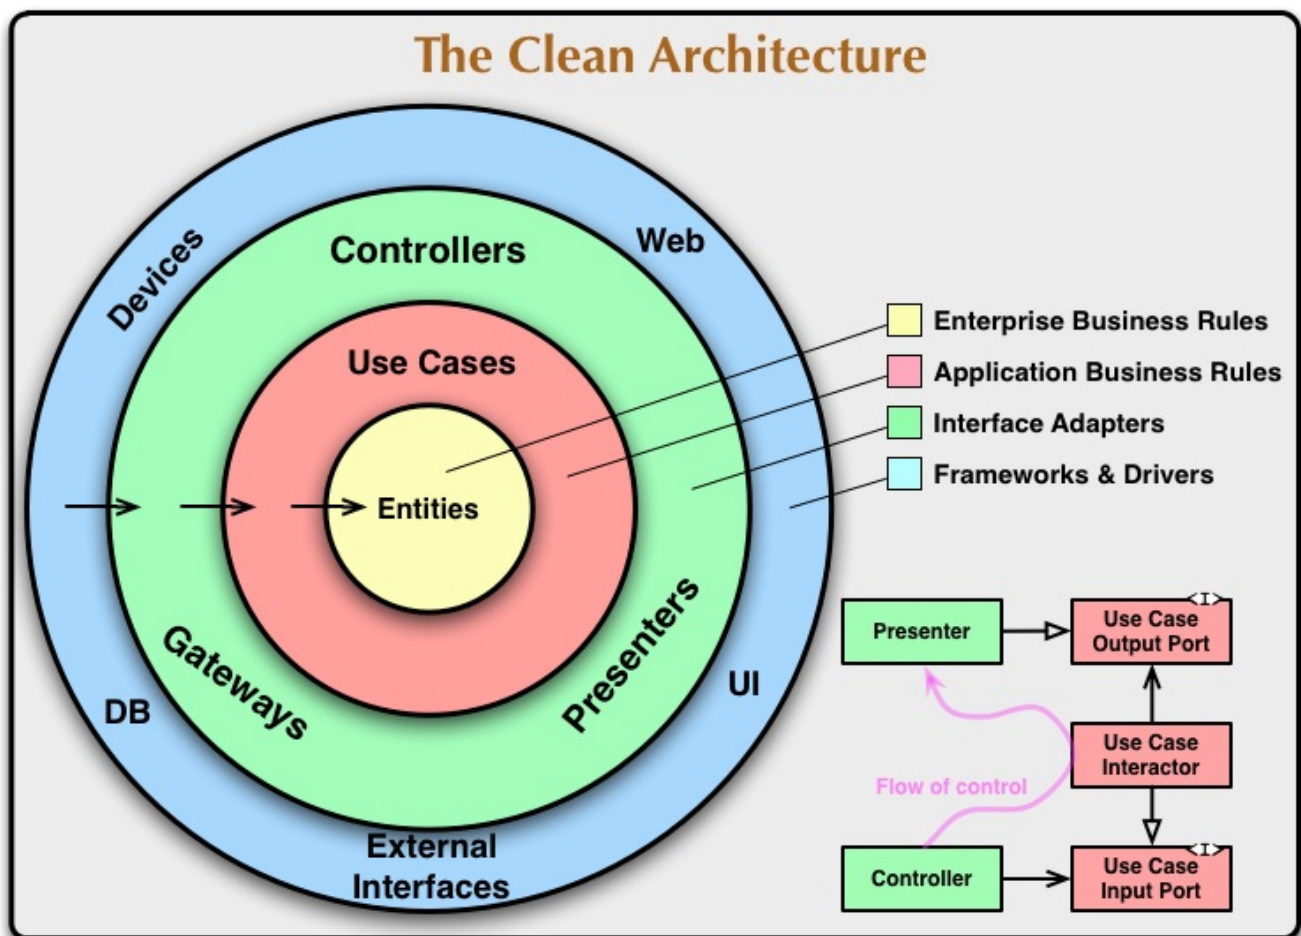 The Clean Architecture
Devices
Controllers
Web
Use Cases
Entities
Gateways
Presenters
DB
UI
External
Interfaces
Enterprise Business Rules
Application Business Rules
Interface Adapters
Frameworks & Drivers
Presenter
<I>
Use Case
Output Port
Use Case
Interactor
Flow of control
Controller
<I>
Use Case
Input Port